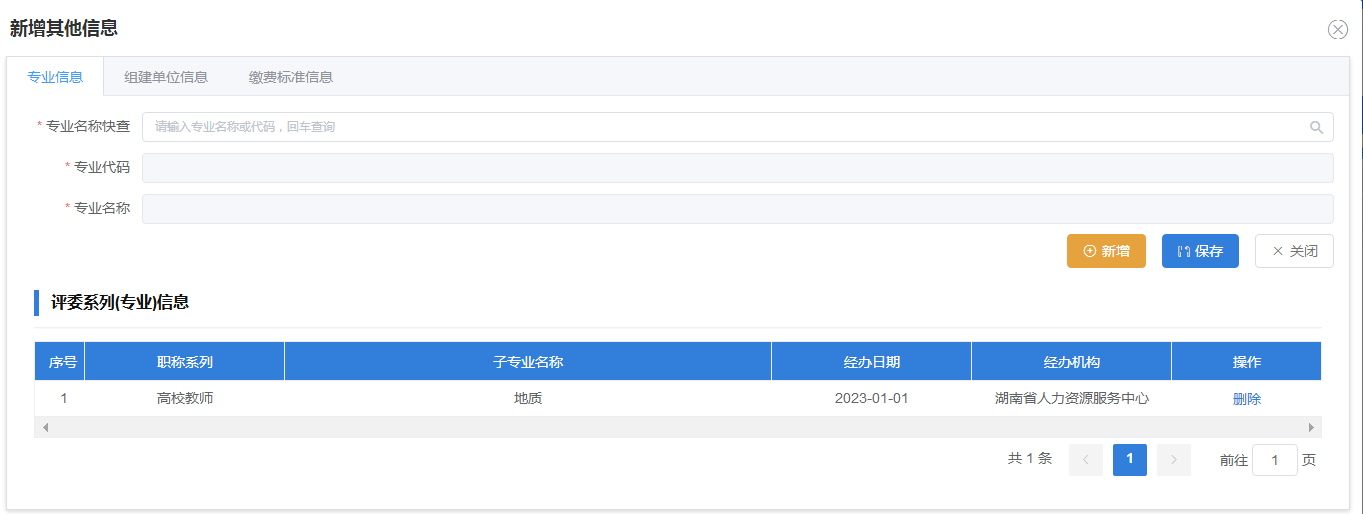 新增其他信息
专业信息 组建单位信息 缴费标准信息
* 专业名称快查 请输入专业名称或代码，回车查询
* 专业代码
* 专业名称
新增 保存 关闭
评委系列(专业)信息
序号 职称系列 子专业名称 经办日期 经办机构 操作
1 高校教师 地质 2023-01-01 湖南省人力资源服务中心 删除
共 1 条 1 前往 1 页